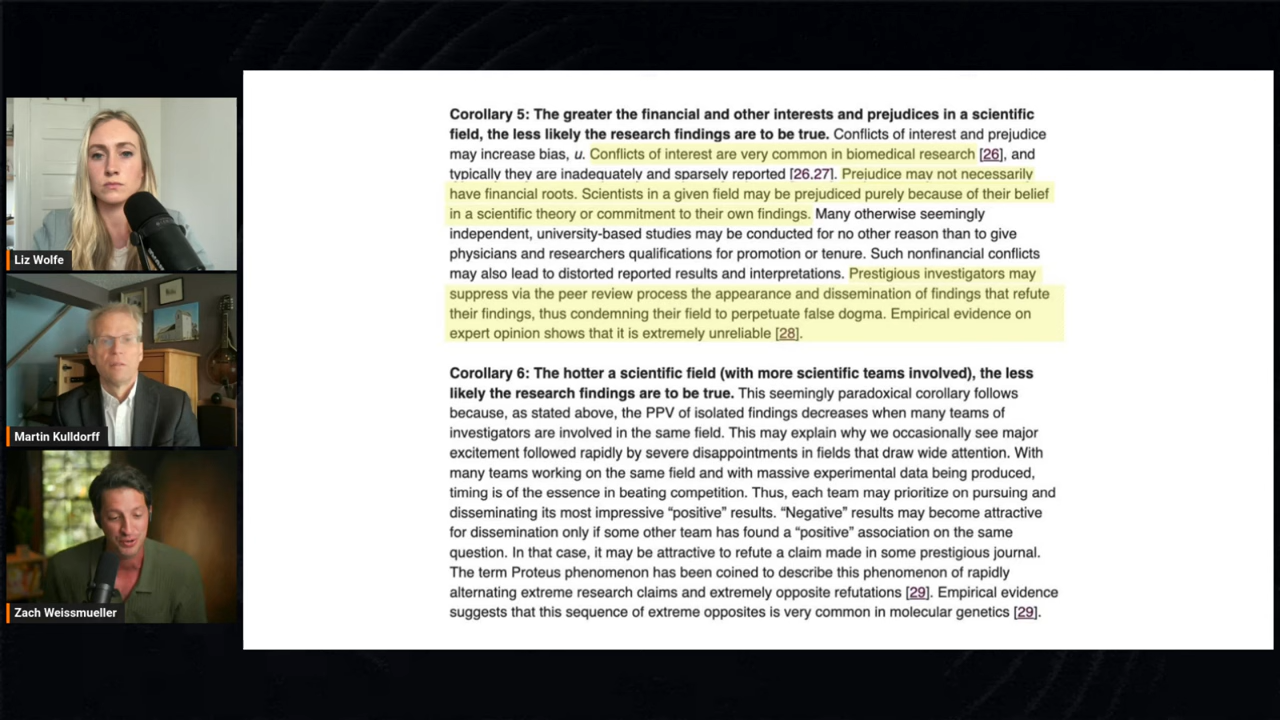 Liz Wolfe
Martin Kulldorff
Zach Weissmueller
Corollary 5: The greater the financial and other interests and prejudices in a scientific
field, the less likely the research findings are to be true. Conflicts of interest and prejudice
may increase bias, u. Conflicts of interest are very common in biomedical research [26], and
typically they are inadequately and sparsely reported [26,27]. Prejudice may not necessarily
have financial roots. Scientists in a given field may be prejudiced purely because of their belief
in a scientific theory or commitment to their own findings. Many otherwise seemingly
independent, university-based studies may be conducted for no other reason than to give
physicians and researchers qualifications for promotion or tenure. Such nonfinancial conflicts
may also lead to distorted reported results and interpretations. Prestigious investigators may
suppress via the peer review process the appearance and dissemination of findings that refute
their findings, thus condemning their field to perpetuate false dogma. Empirical evidence on
expert opinion shows that it is extremely unreliable [28].
Corollary 6: The hotter a scientific field (with more scientific teams involved), the less
likely the research findings are to be true. This seemingly paradoxical corollary follows
because, as stated above, the PPV of isolated findings decreases when many teams of
investigators are involved in the same field. This may explain why we occasionally see major
excitement followed rapidly by severe disappointments in fields that draw wide attention. With
many teams working on the same field and with massive experimental data being produced,
timing is of the essence in beating competition. Thus, each team may prioritize on pursuing and
disseminating its most impressive “positive” results. “Negative” results may become attractive
for dissemination only if some other team has found a “positive” association on the same
question. In that case, it may be attractive to refute a claim made in some prestigious journal.
The term Proteus phenomenon has been coined to describe this phenomenon of rapidly
alternating extreme research claims and extremely opposite refutations [29]. Empirical evidence
suggests that this sequence of extreme opposites is very common in molecular genetics [29].